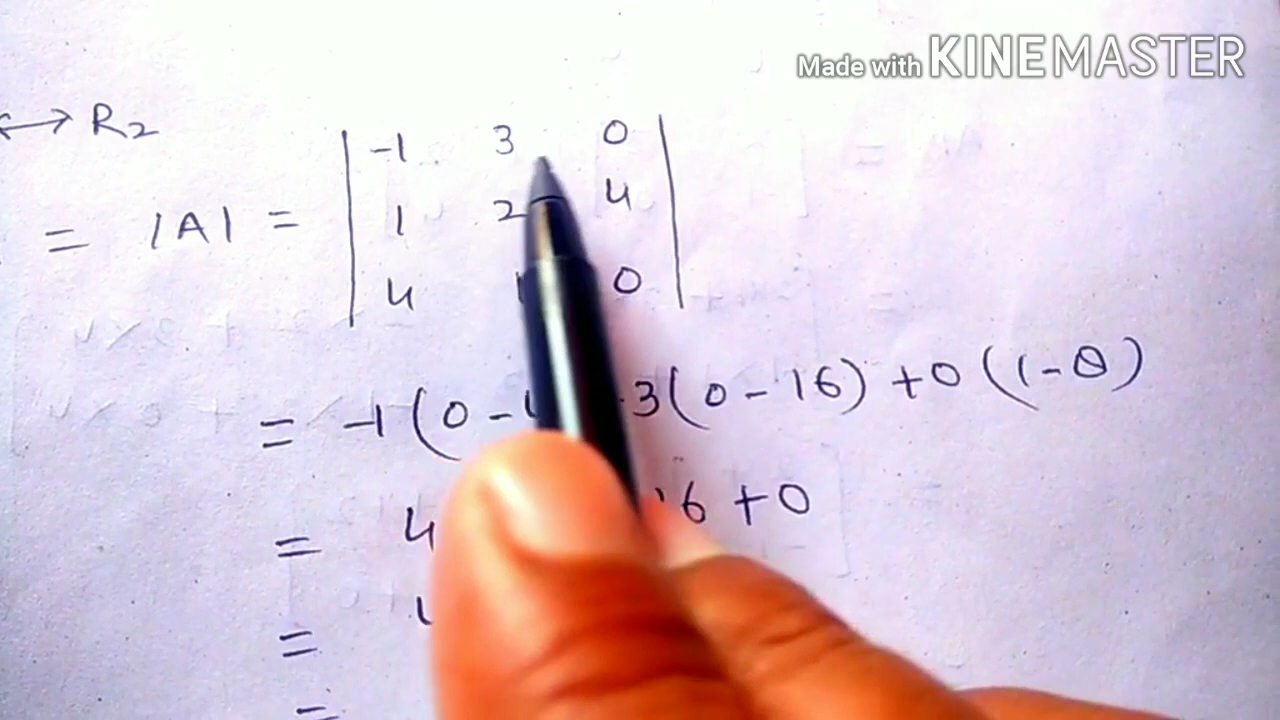 Made with KINEMASTER
↔ R2
-1 3 0
= |A| = 1 2 4
4 0
= -1(0 - 3(0 - 16) + 0(1 - 8)
= 4 16 + 0
=
=